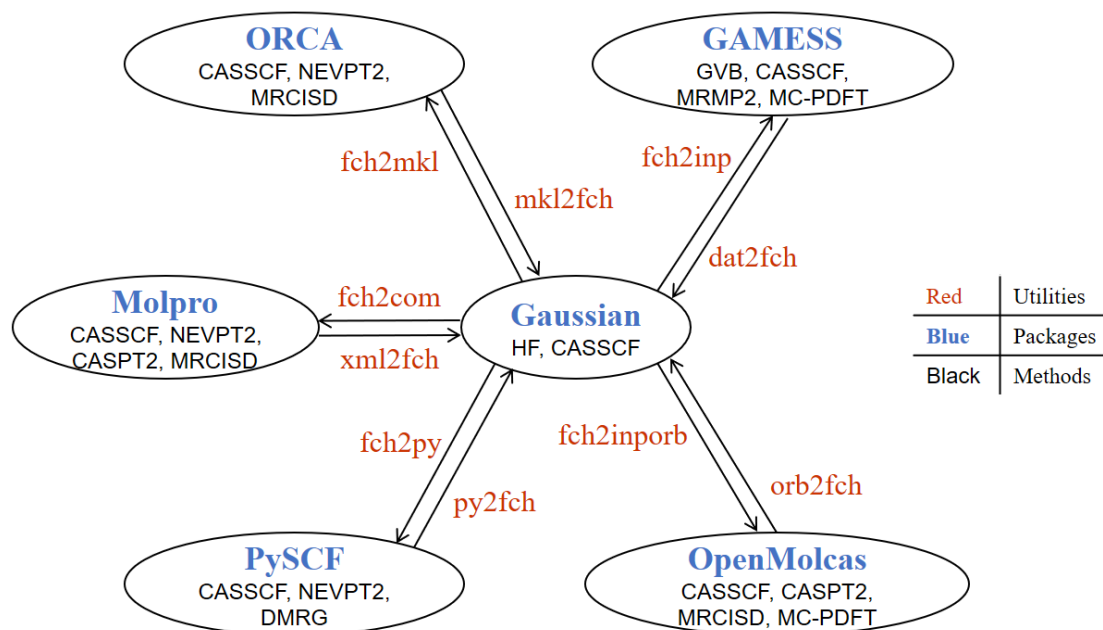 ORCA
CASSCF, NEVPT2,
MRCISD
GAMESS
GVB, CASSCF,
MRMP2, MC-PDFT
fch2mkl
mkl2fch
fch2inp
dat2fch
Molpro
CASSCF, NEVPT2,
CASPT2, MRCISD
fch2com
xml2fch
Gaussian
HF, CASSCF
Red Utilities
Blue Packages
Black Methods
fch2py
py2fch
fch2inporb
orb2fch
PySCF
CASSCF, NEVPT2,
DMRG
OpenMolcas
CASSCF, CASPT2,
MRCISD, MC-PDFT